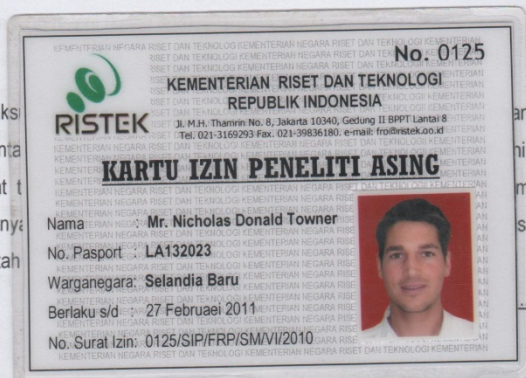 No. 0125
KEMENTERIAN RISET DAN TEKNOLOGI
REPUBLIK INDONESIA
Jl. M.H. Thamrin No. 8, Jakarta 10340, Gedung II BPPT Lantai 8
Tel. 021-3169293 Fax. 021-39836180. e-mail: frp@ristek.go.id
RISTEK
KARTU IZIN PENELITI ASING
Nama : Mr. Nicholas Donald Towner
No. Pasport : LA132023
Warganegara: Selandia Baru
Berlaku s/d : 27 Februaei 2011
No. Surat Izin: 0125/SIP/FRP/SM/VI/2010